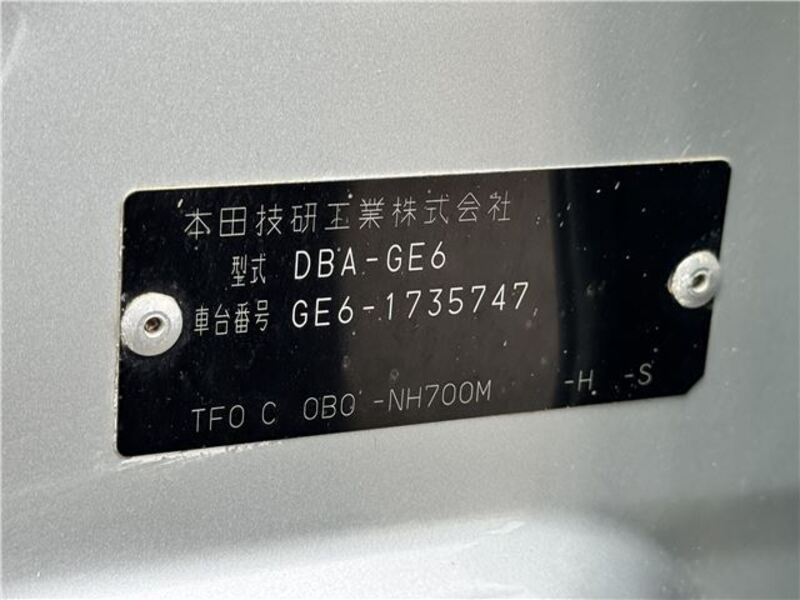 本田技研工業株式会社
型式 DBA-GE6
車台番号 GE6-1735747
TF0 C 0B0 -NH700M -H -S